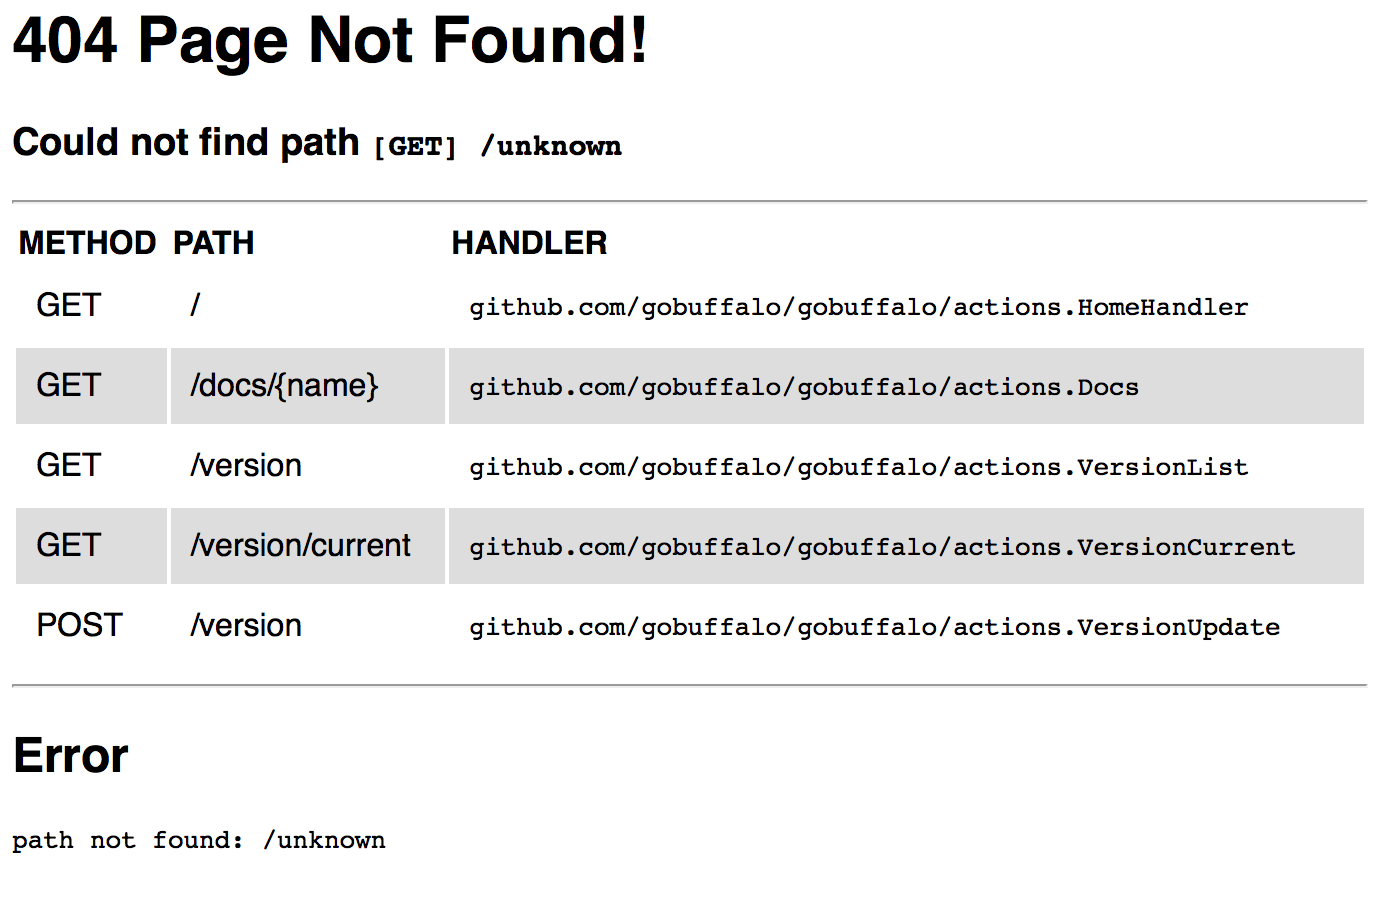 404 Page Not Found!
Could not find path [GET] /unknown
METHOD PATH HANDLER
GET / github.com/gobuffalo/gobuffalo/actions.HomeHandler
GET /docs/{name} github.com/gobuffalo/gobuffalo/actions.Docs
GET /version github.com/gobuffalo/gobuffalo/actions.VersionList
GET /version/current github.com/gobuffalo/gobuffalo/actions.VersionCurrent
POST /version github.com/gobuffalo/gobuffalo/actions.VersionUpdate
Error
path not found: /unknown